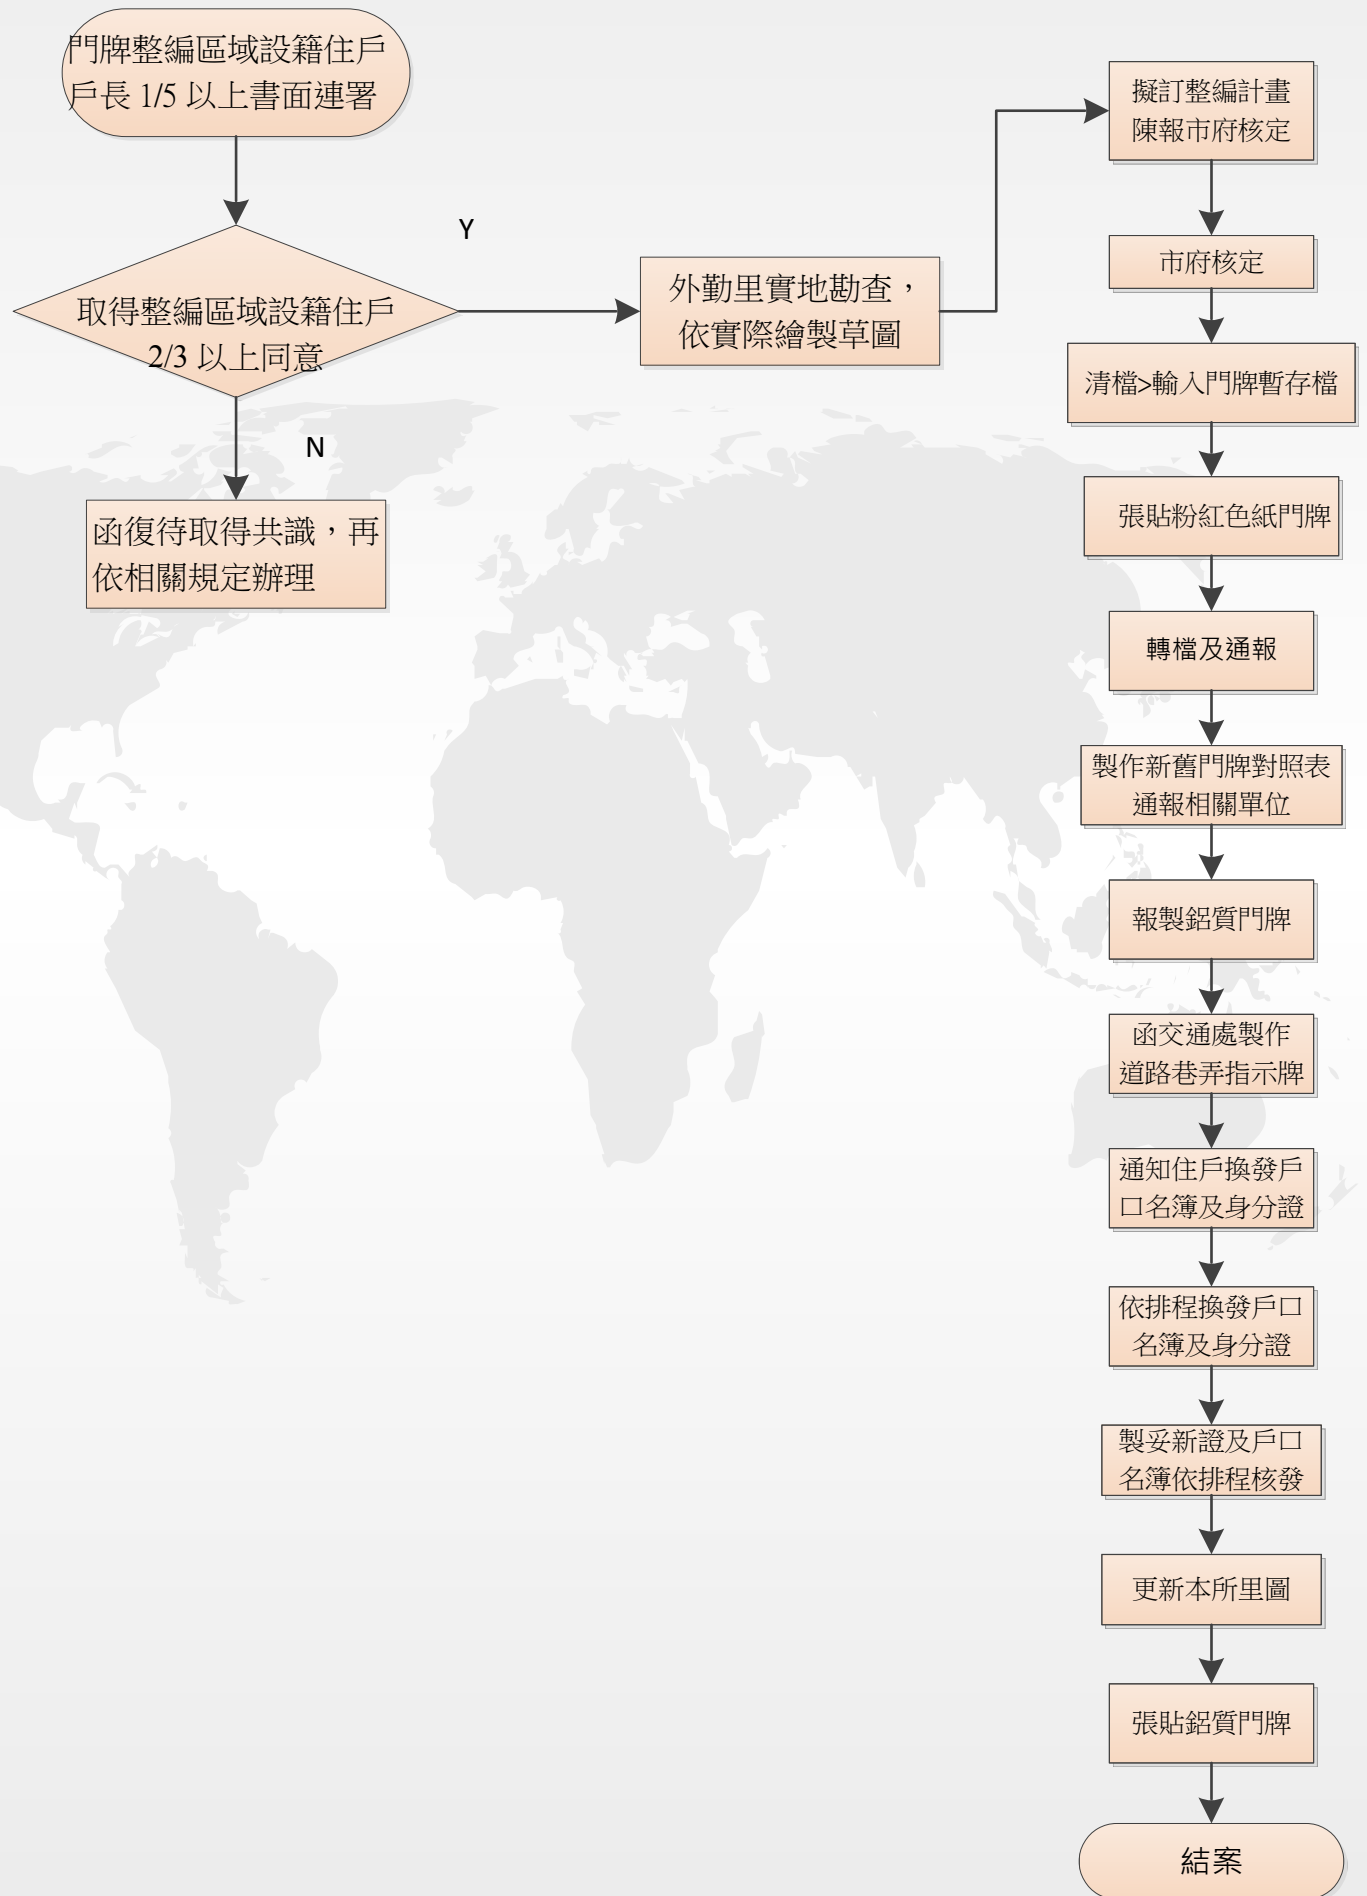 門牌整編區域設籍住戶
戶長 1/5 以上書面連署
取得整編區域設籍住戶
2/3 以上同意
Y
N
函復待取得共識，再
依相關規定辦理
外勤里實地勘查，
依實際繪製草圖
擬訂整編計畫
陳報市府核定
市府核定
清檔>輸入門牌暫存檔
張貼粉紅色紙門牌
轉檔及通報
製作新舊門牌對照表
通報相關單位
報製鋁質門牌
函交通處製作
道路巷弄指示牌
通知住戶換發戶
口名簿及身分證
依排程換發戶口
名簿及身分證
製妥新證及戶口
名簿依排程核發
更新本所里圖
張貼鋁質門牌
結案